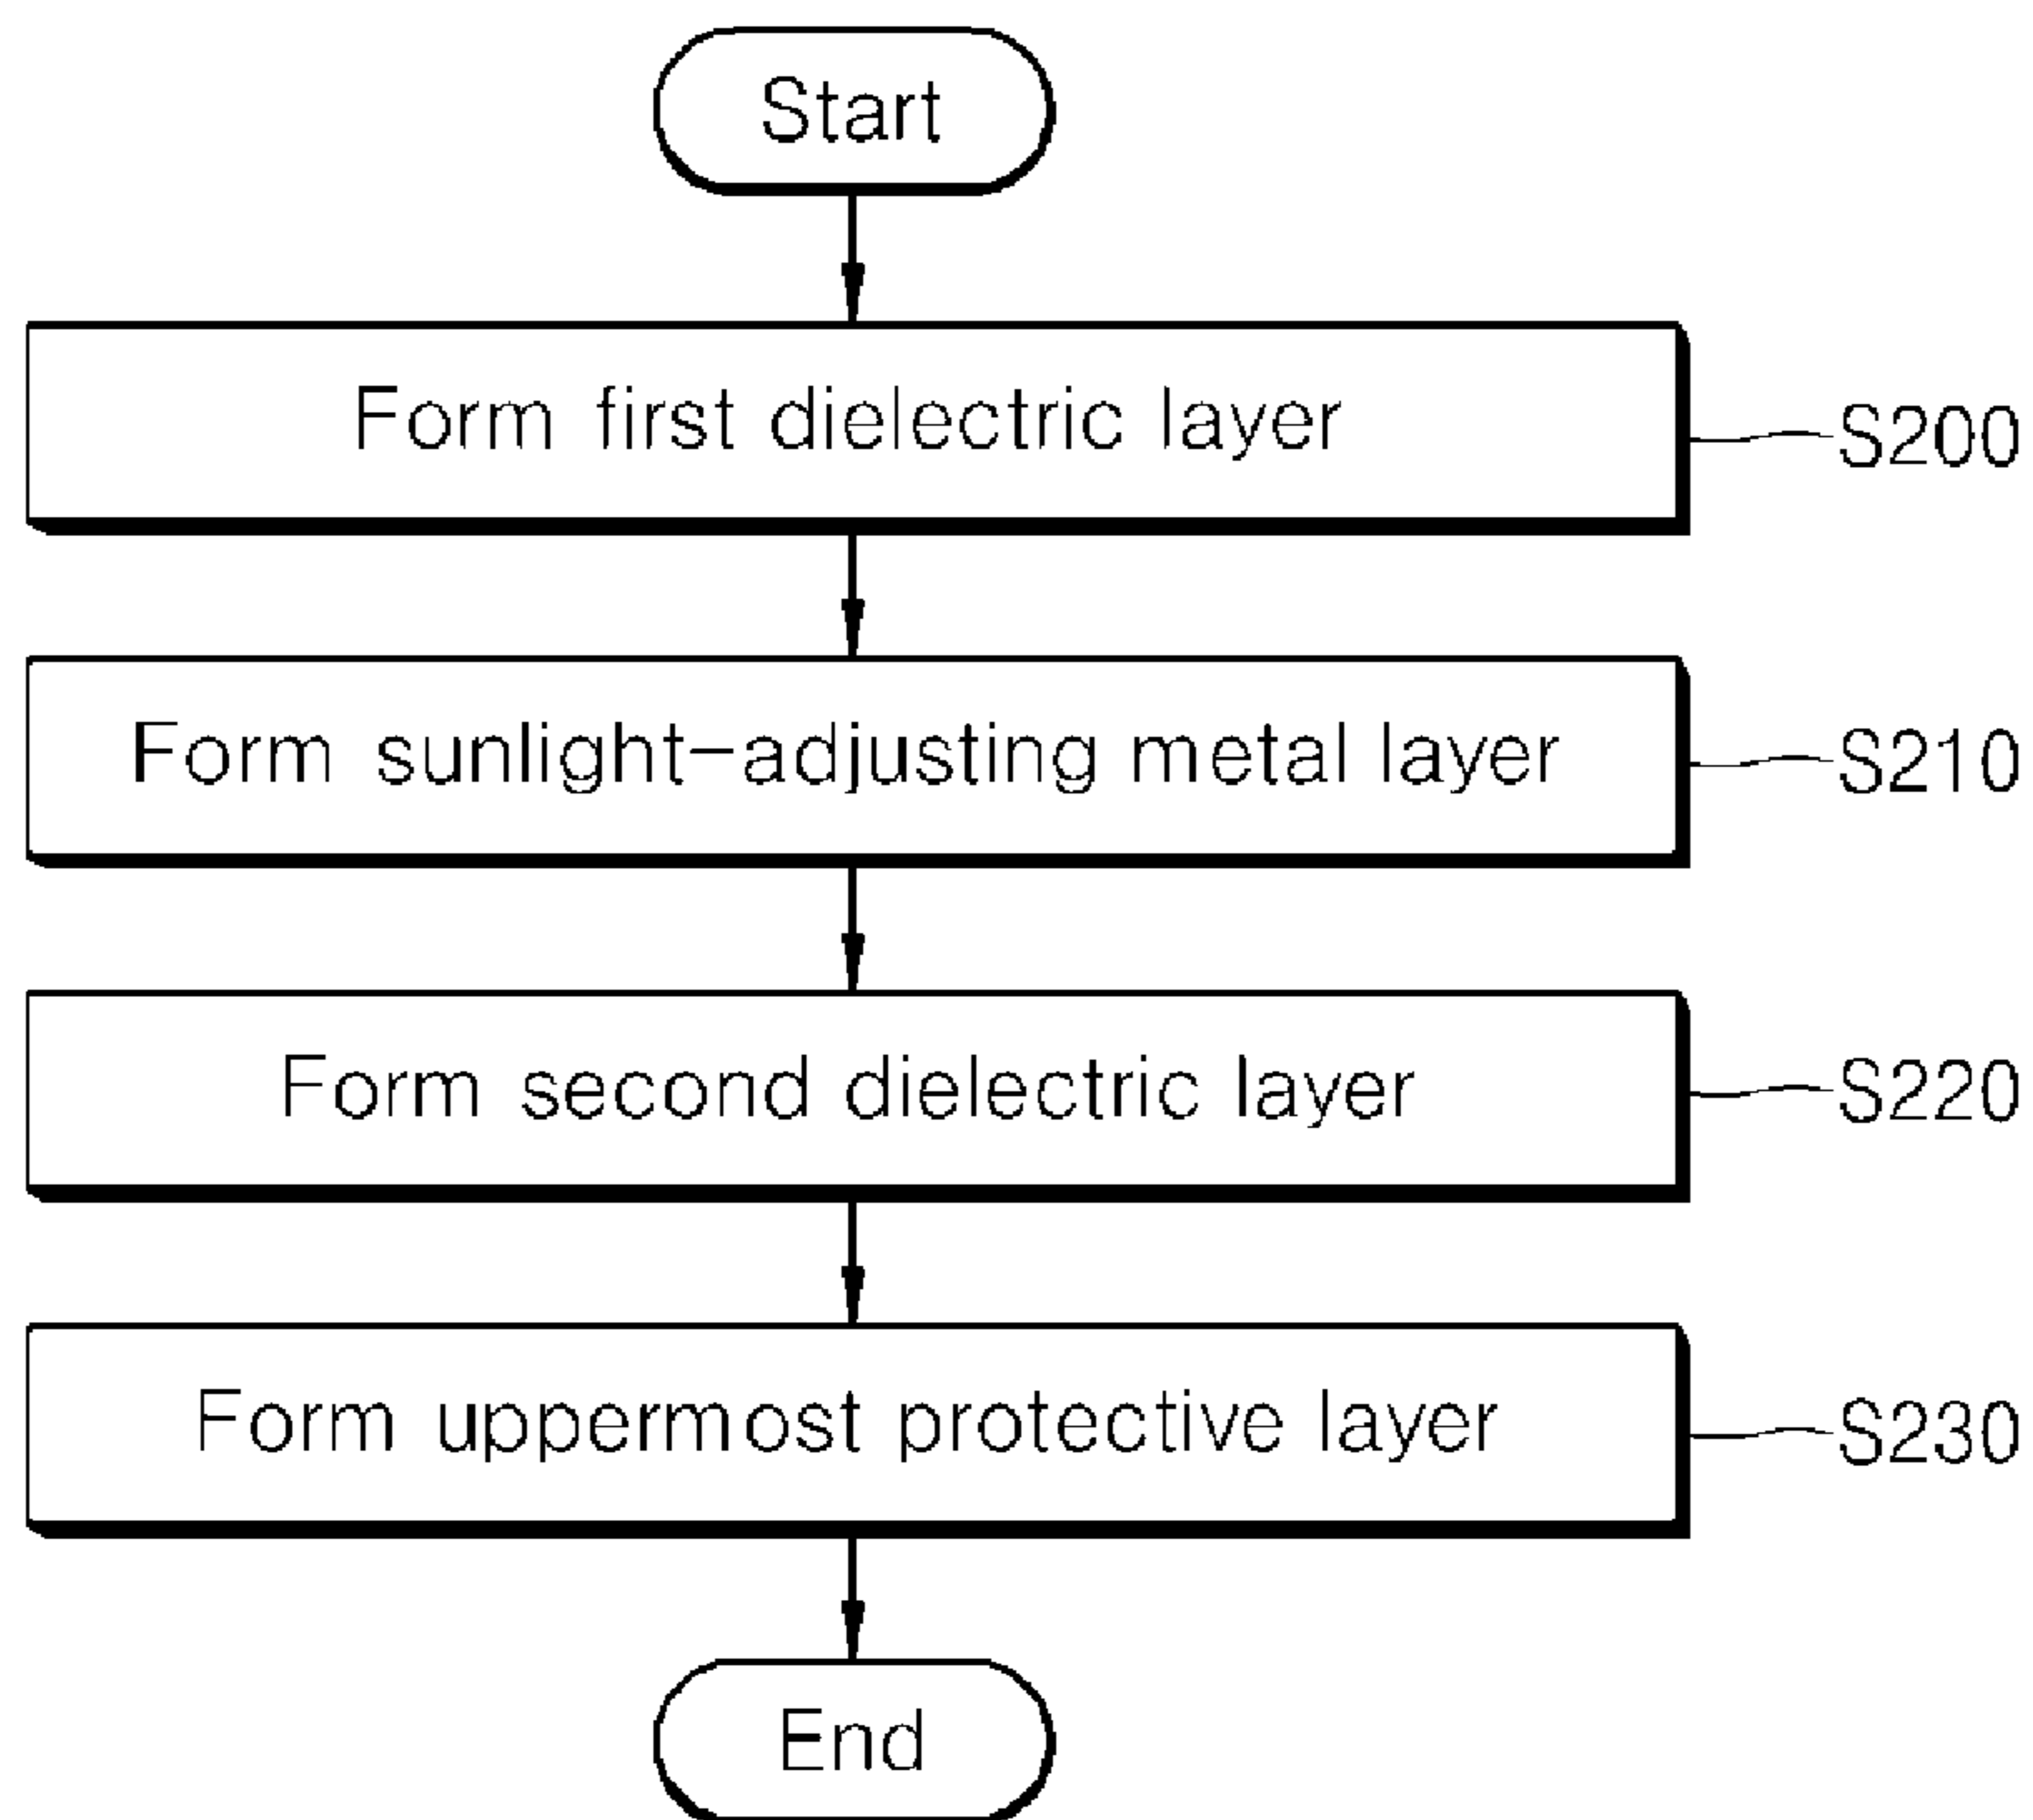 Start
Form first dielectric layer
S200
Form sunlight-adjusting metal layer
S210
Form second dielectric layer
S220
Form uppermost protective layer
S230
End